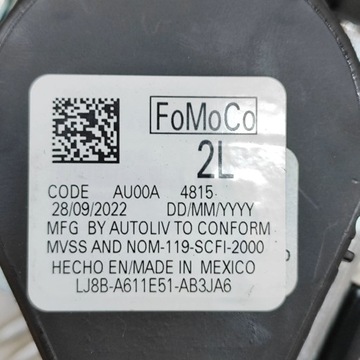 FoMoCo
2L
CODE AU00A 4815
28/09/2022 DD/MM/YYYY
MFG BY AUTOLIV TO CONFORM
MVSS AND NOM-119-SCFI-2000
HECHO EN/MADE IN MEXICO
LJ8B-A611E51-AB3JA6